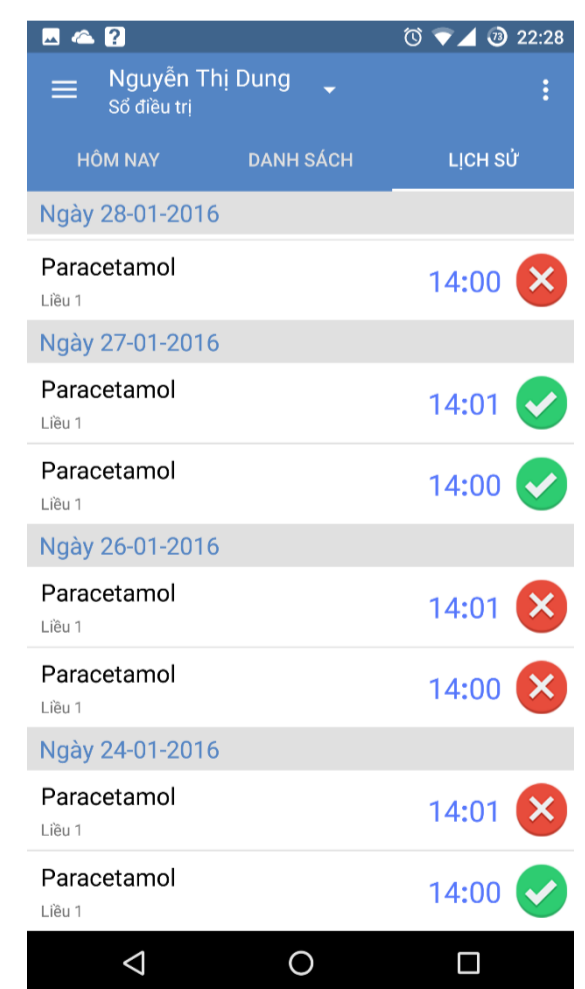 73 22:28
Nguyễn Thị Dung
Sổ điều trị
HÔM NAY DANH SÁCH LỊCH SỬ
Ngày 28-01-2016
Paracetamol
14:00
Liều 1
Ngày 27-01-2016
Paracetamol
14:01
Liều 1
Paracetamol
14:00
Liều 1
Ngày 26-01-2016
Paracetamol
14:01
Liều 1
Paracetamol
14:00
Liều 1
Ngày 24-01-2016
Paracetamol
14:01
Liều 1
Paracetamol
14:00
Liều 1